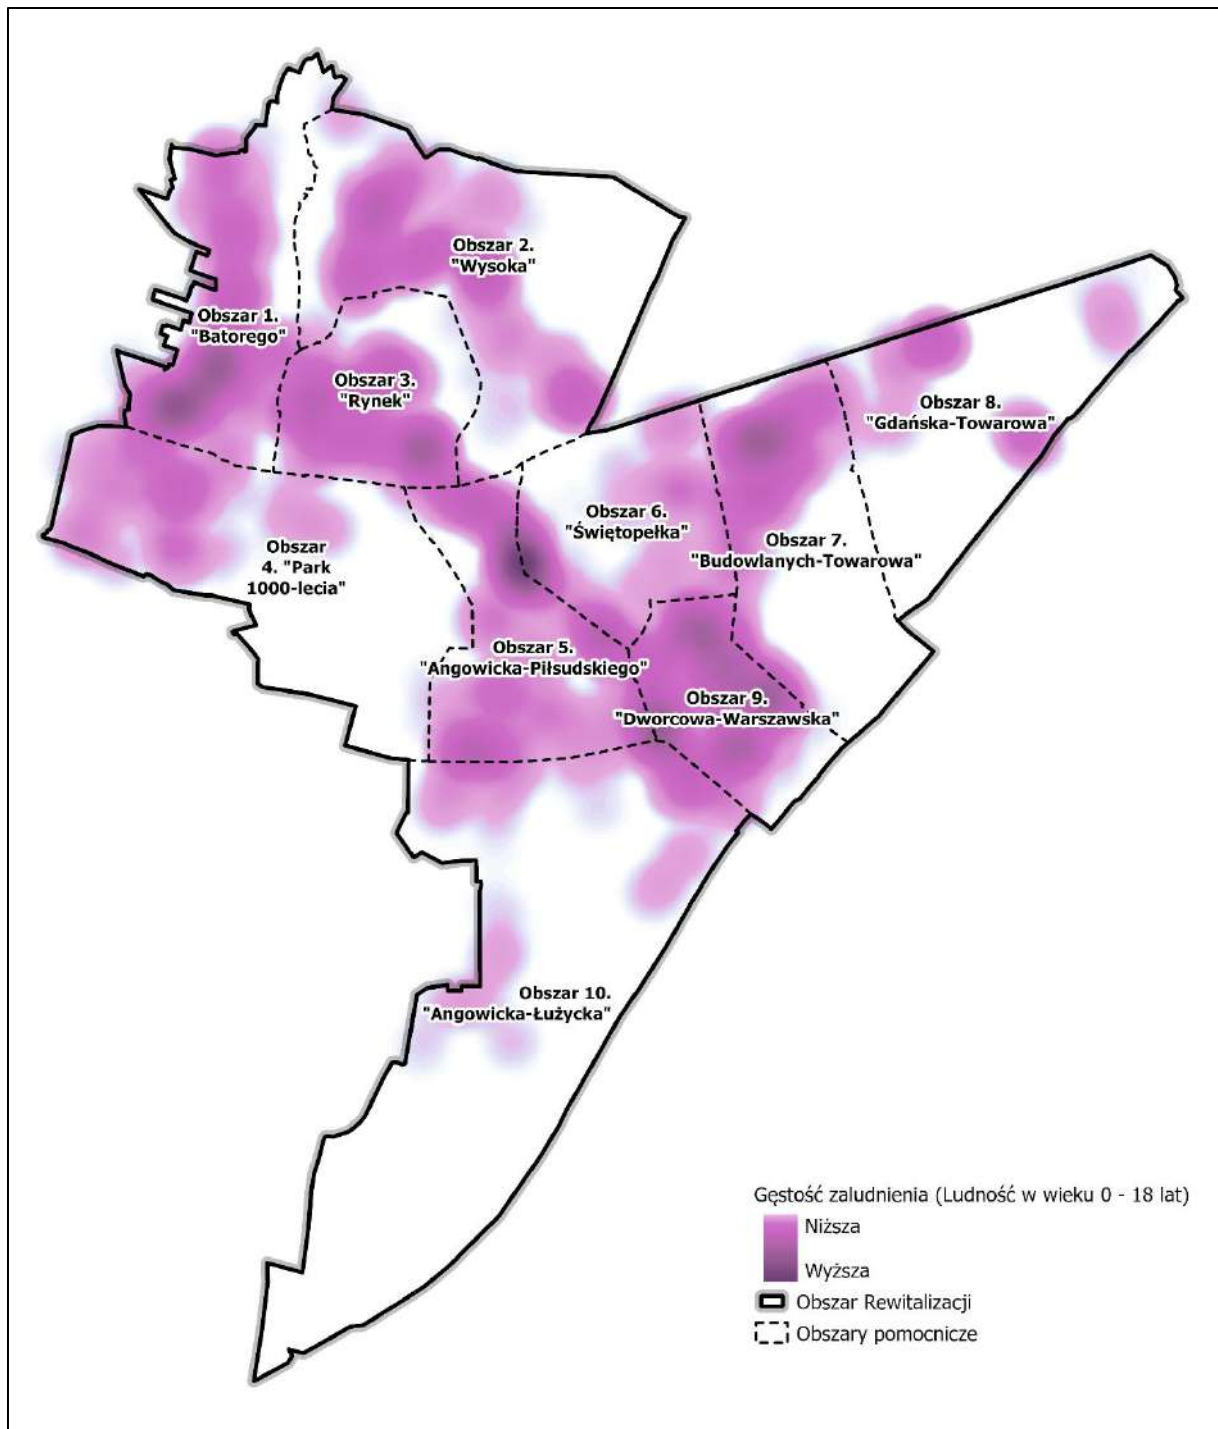 Obszar 2.
"Wysoka"
Obszar 1.
"Batorego"
Obszar 3.
"Rynek"
Obszar 8.
"Gdańska-Towarowa"
Obszar 6.
"Świętopełka"
Obszar 7.
"Budowlanych-Towarowa"
Obszar
4. "Park
1000-lecia"
Obszar 5.
"Angowicka-Piłsudskiego"
Obszar 9.
"Dworcowa-Warszawska"
Obszar 10.
"Angowicka-Łużycka"
Gęstość zaludnienia (Ludność w wieku 0 - 18 lat)
Niższa
Wyższa
Obszar Rewitalizacji
Obszary pomocnicze